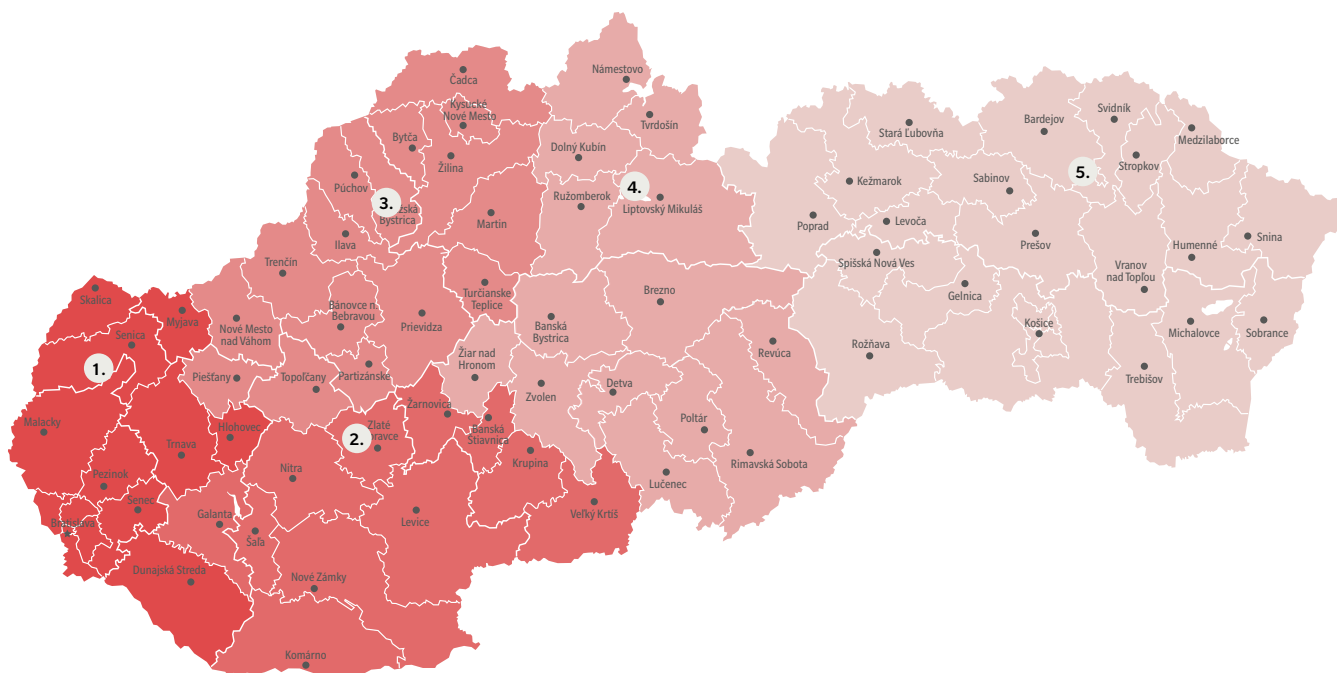 Námestovo
Čadca
Tvrdošín
Kysucké
Nové Mesto
Bytča
Žilina
Dolný Kubín
Púchov
3.
Bystrica
Ilava
Martin
Ružomberok
4.
Liptovský Mikuláš
Stará Ľubovňa
Bardejov
Svidník
Medzilaborce
Stropkov
5.
Kežmarok
Sabinov
Poprad
Levoča
Prešov
Spišská Nová Ves
Gelnica
Vranov
nad Topľou
Humenné
Snina
Košice
Michalovce
Sobrance
Rožňava
Trebišov
Trenčín
Turčianske
Teplice
Bánovce n.
Bebravou
Prievidza
Nové Mesto
nad Váhom
Brezno
Banská
Bystrica
Skalica
Myjava
Senica
1.
Piešťany
Topoľčany
Partizánske
Žiar nad
Hronom
Revúca
Detva
Zvolen
Žarnovica
Poltár
Malacky
Hlohovec
Trnava
2.
Zlaté
Banská
Štiavnica
Krupina
Rimavská Sobota
Pezinok
Nitra
Lučenec
Senec
Veľký Krtíš
Galanta
Levice
Bratislava
Šaľa
Dunajská Streda
Nové Zámky
Komárno